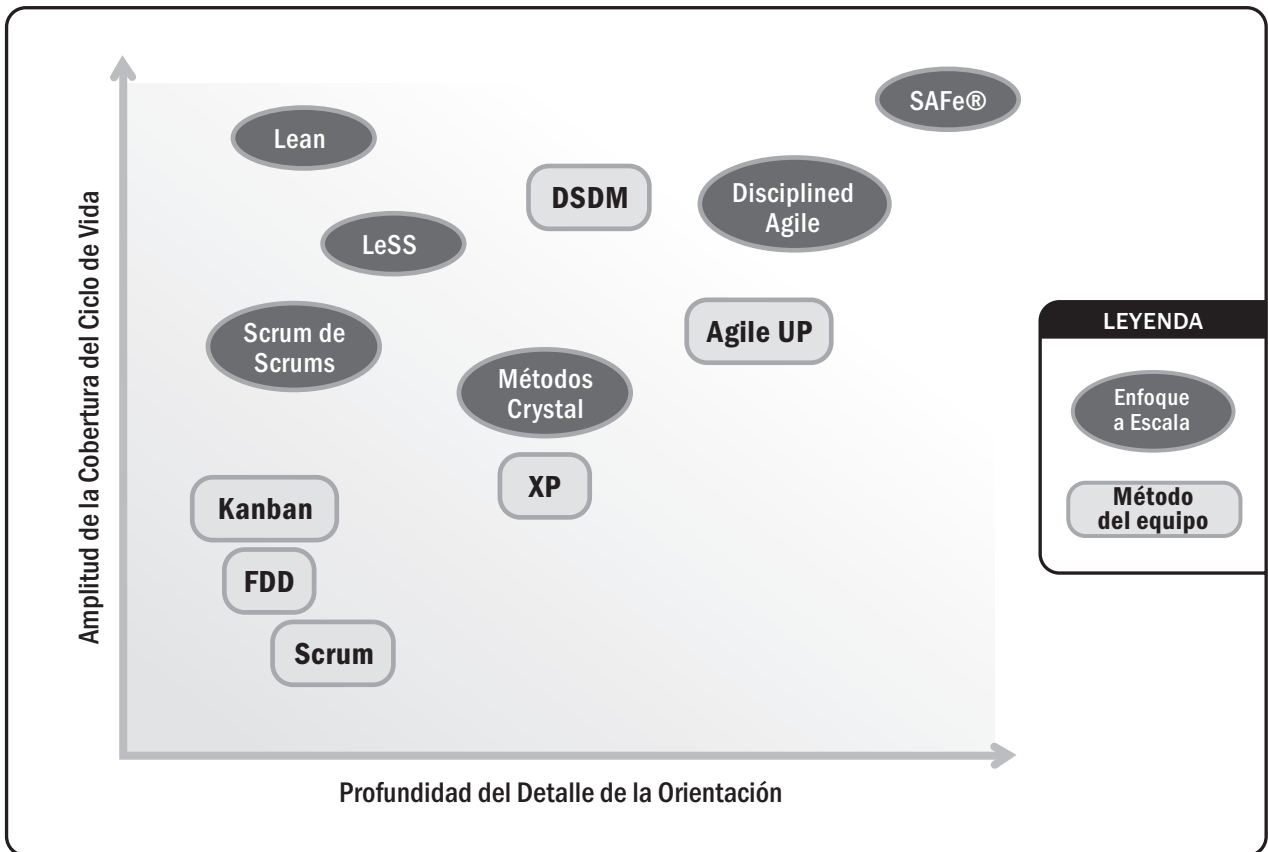 SAFe®
Lean
DSDM
Disciplined
Agile
LeSS
Agile UP
Scrum de
Scrums
Métodos
Crystal
XP
Kanban
FDD
Scrum
Amplitud de la Cobertura del Ciclo de Vida
Profundidad del Detalle de la Orientación
LEYENDA
Enfoque
a Escala
Método
del equipo